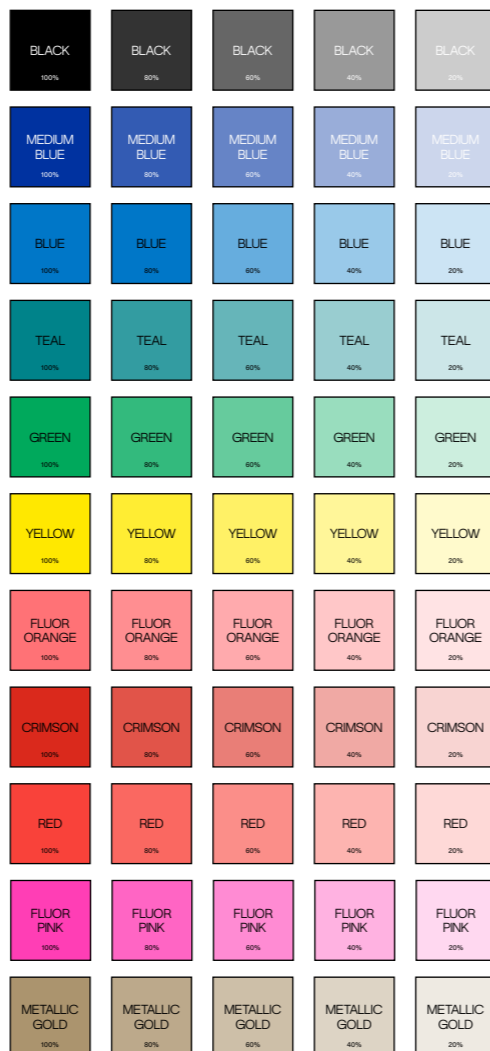 BLACK BLACK BLACK BLACK BLACK
100% 80% 60% 40% 20%
MEDIUM MEDIUM MEDIUM MEDIUM MEDIUM
BLUE BLUE BLUE BLUE BLUE
100% 80% 60% 40% 20%
BLUE BLUE BLUE BLUE BLUE
100% 80% 60% 40% 20%
TEAL TEAL TEAL TEAL TEAL
100% 80% 60% 40% 20%
GREEN GREEN GREEN GREEN GREEN
100% 80% 60% 40% 20%
YELLOW YELLOW YELLOW YELLOW YELLOW
100% 80% 60% 40% 20%
FLUOR FLUOR FLUOR FLUOR FLUOR
ORANGE ORANGE ORANGE ORANGE ORANGE
100% 80% 60% 40% 20%
CRIMSON CRIMSON CRIMSON CRIMSON CRIMSON
100% 80% 60% 40% 20%
RED RED RED RED RED
100% 80% 60% 40% 20%
FLUOR FLUOR FLUOR FLUOR FLUOR
PINK PINK PINK PINK PINK
100% 80% 60% 40% 20%
METALLIC METALLIC METALLIC METALLIC METALLIC
GOLD GOLD GOLD GOLD GOLD
100% 80% 60% 40% 20%